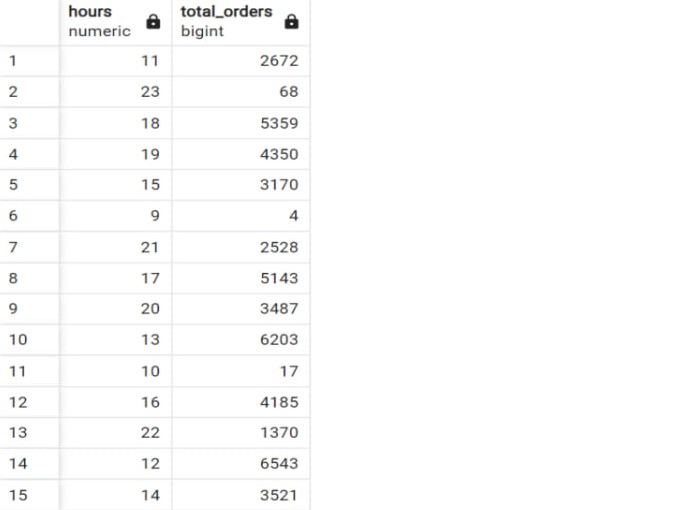 hours total_orders
numeric bigint
1 11 2672
2 23 68
3 18 5359
4 19 4350
5 15 3170
6 9 4
7 21 2528
8 17 5143
9 20 3487
10 13 6203
11 10 17
12 16 4185
13 22 1370
14 12 6543
15 14 3521